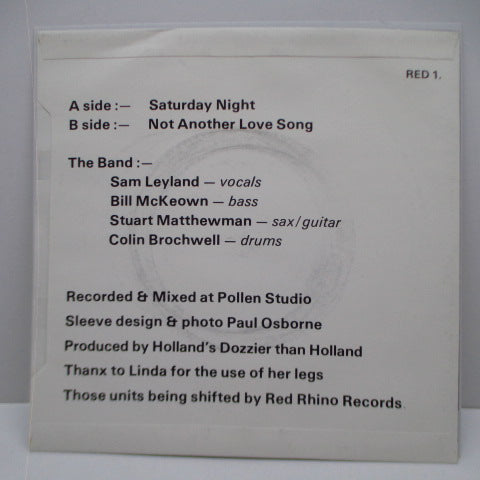 RED 1.
A side :— Saturday Night
B side :— Not Another Love Song
The Band :—
Sam Leyland — vocals
Bill McKeown — bass
Stuart Matthewman — sax/guitar
Colin Brochwell — drums
Recorded & Mixed at Pollen Studio
Sleeve design & photo Paul Osborne
Produced by Holland's Dozzier than Holland
Thanx to Linda for the use of her legs
Those units being shifted by Red Rhino Records